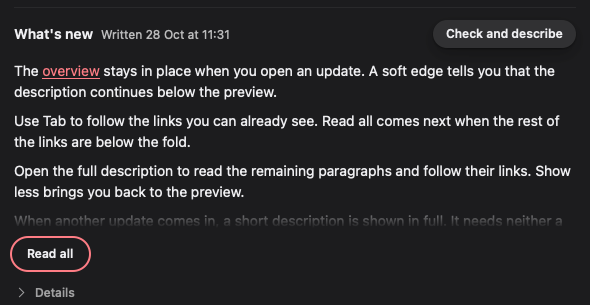 What's new Written 28 Oct at 11:31 Check and describe
The overview stays in place when you open an update. A soft edge tells you that the
description continues below the preview.
Use Tab to follow the links you can already see. Read all comes next when the rest of
the links are below the fold.
Open the full description to read the remaining paragraphs and follow their links. Show
less brings you back to the preview.
When another update comes in, a short description is shown in full. It needs neither a
Read all
Details